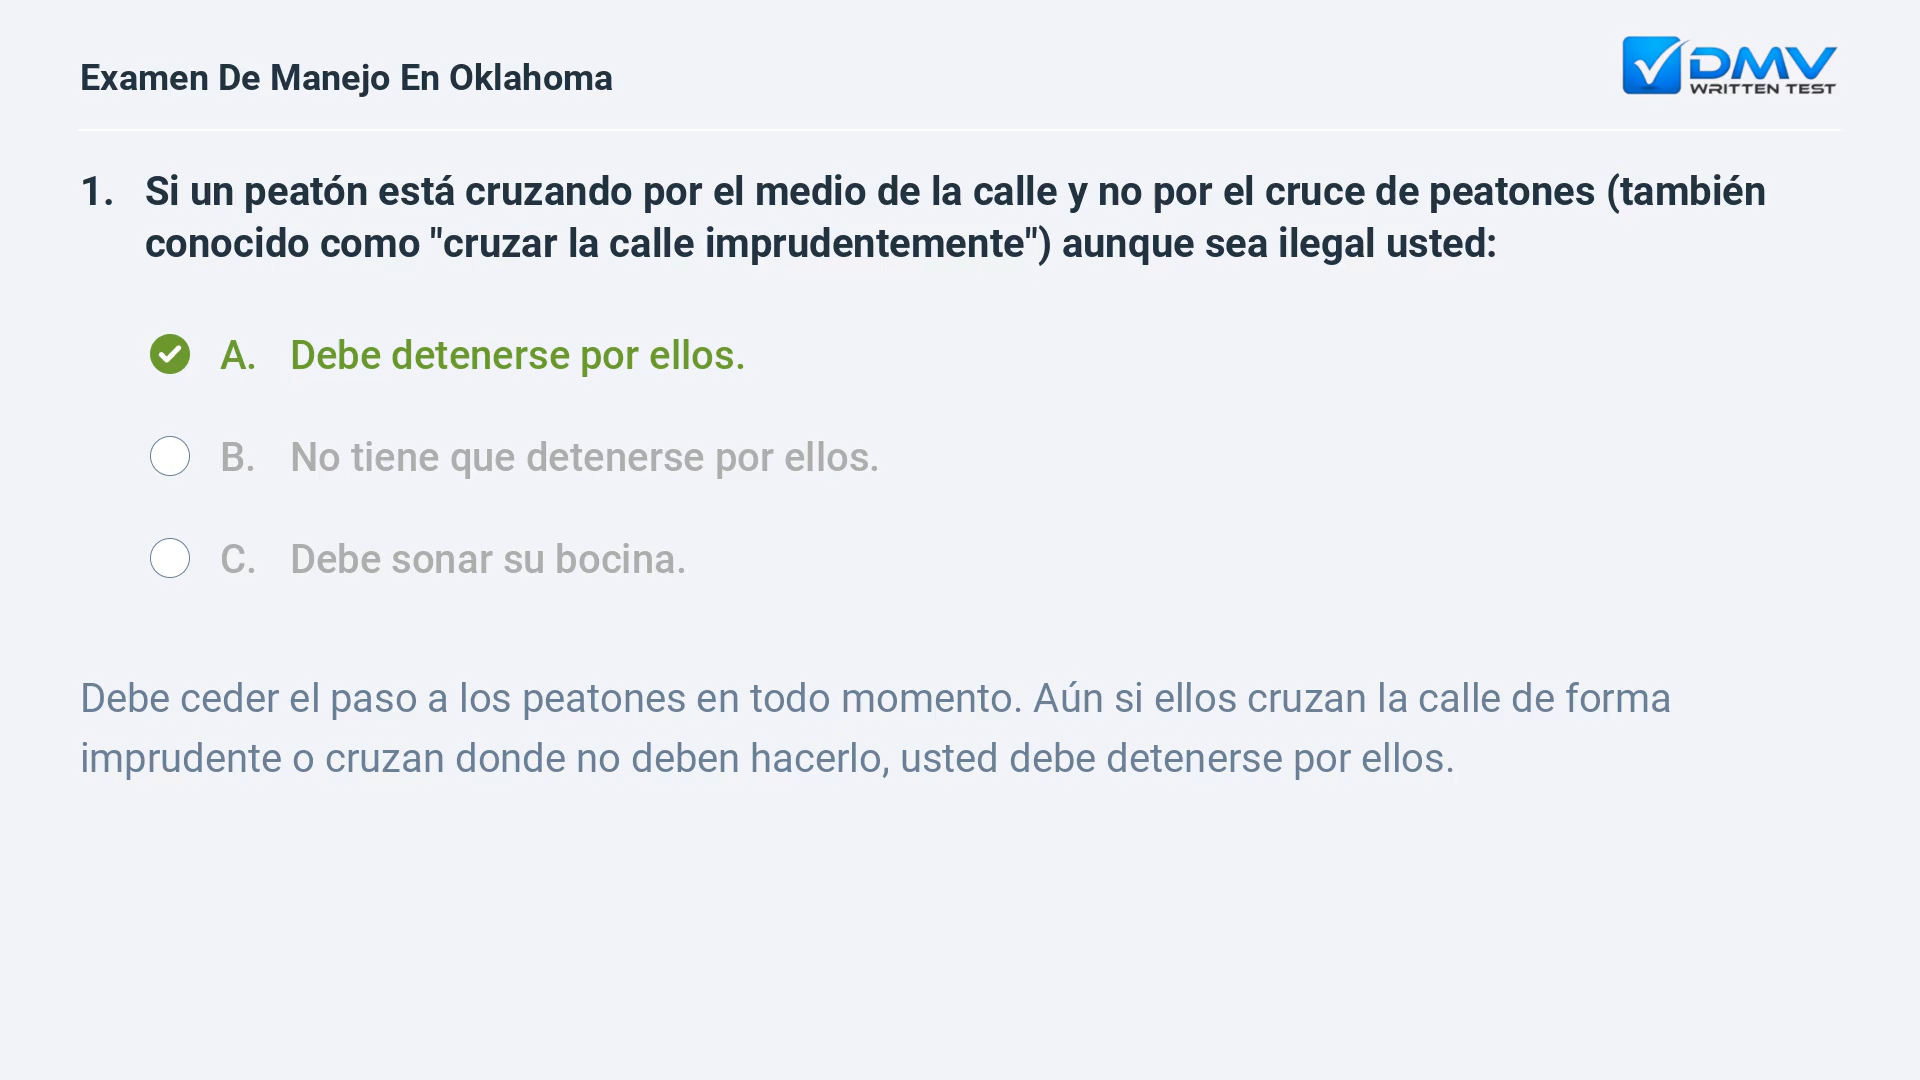 Examen De Manejo En Oklahoma
DMV
WRITTEN TEST
1. Si un peatón está cruzando por el medio de la calle y no por el cruce de peatones (también
conocido como "cruzar la calle imprudentemente") aunque sea ilegal usted:
A. Debe detenerse por ellos.
B. No tiene que detenerse por ellos.
C. Debe sonar su bocina.
Debe ceder el paso a los peatones en todo momento. Aún si ellos cruzan la calle de forma
imprudente o cruzan donde no deben hacerlo, usted debe detenerse por ellos.